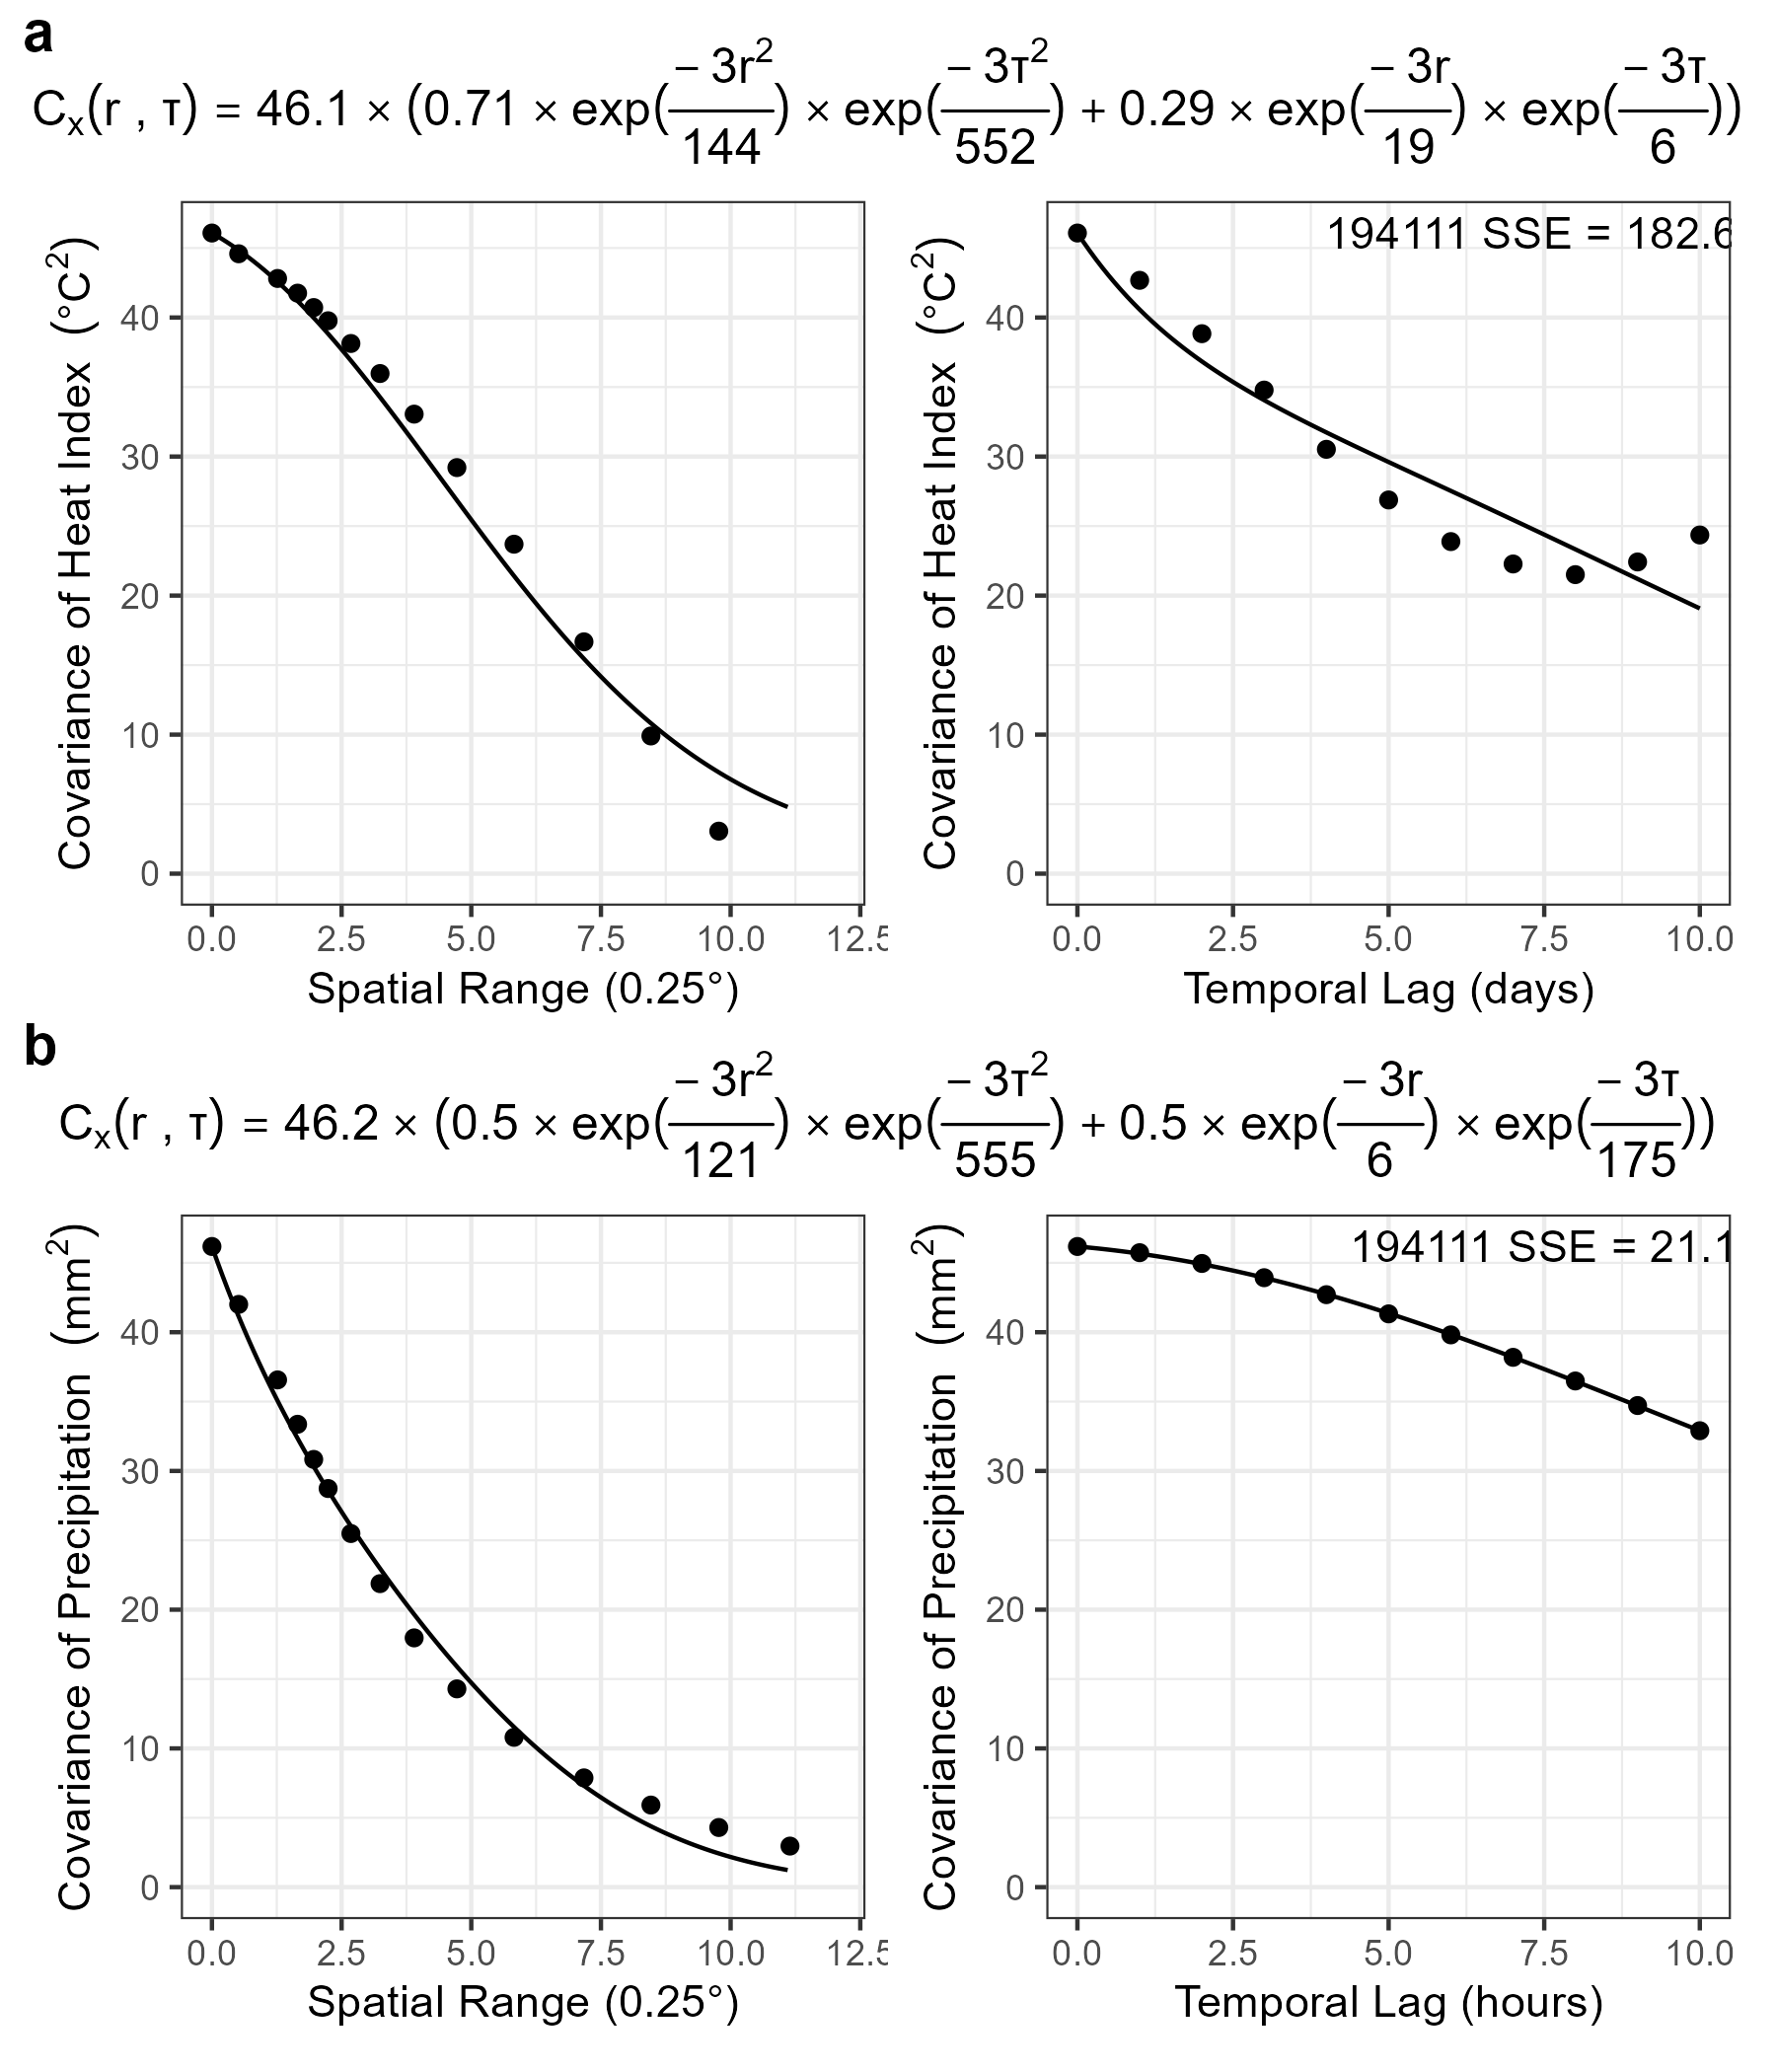 a
Cₓ(r , τ) = 46.1 × (0.71 × exp(− 3r²/144) × exp(− 3τ²/552) + 0.29 × exp(− 3r/19) × exp(− 3τ/6))
Covariance of Heat Index (°C²)
40
30
20
10
0
0.0 2.5 5.0 7.5 10.0 12.5
Spatial Range (0.25°)
Covariance of Heat Index (°C²)
194111 SSE = 182.6
40
30
20
10
0
0.0 2.5 5.0 7.5 10.0
Temporal Lag (days)
b
Cₓ(r , τ) = 46.2 × (0.5 × exp(− 3r²/121) × exp(− 3τ²/555) + 0.5 × exp(− 3r/6) × exp(− 3τ/175))
Covariance of Precipitation (mm²)
40
30
20
10
0
0.0 2.5 5.0 7.5 10.0 12.5
Spatial Range (0.25°)
Covariance of Precipitation (mm²)
194111 SSE = 21.1
40
30
20
10
0
0.0 2.5 5.0 7.5 10.0
Temporal Lag (hours)